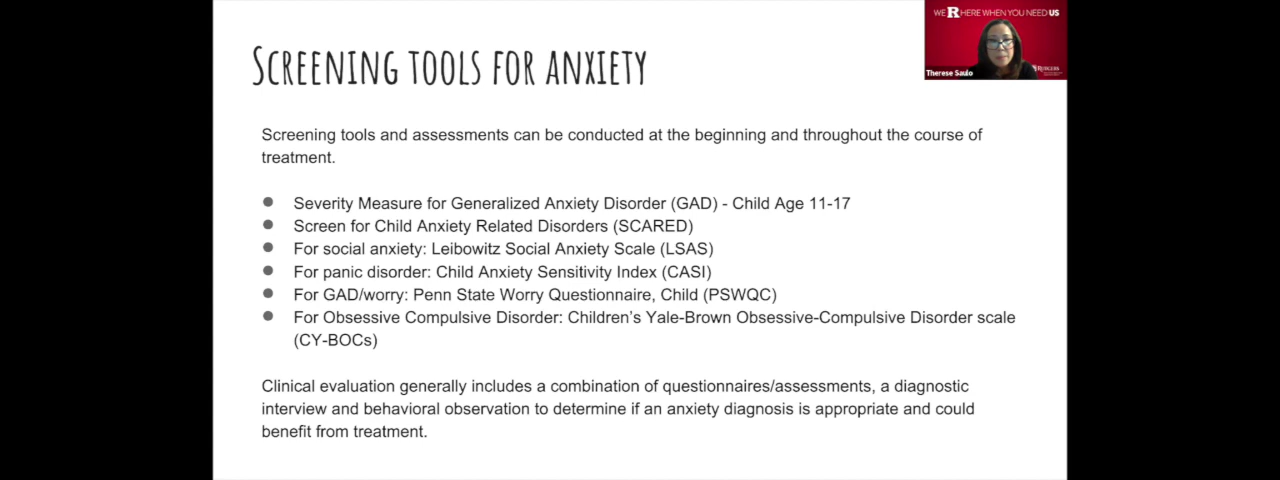 WE R HERE WHEN YOU NEED US
Therese Saulo
RUTGERS
SCREENING TOOLS FOR ANXIETY
Screening tools and assessments can be conducted at the beginning and throughout the course of
treatment.
● Severity Measure for Generalized Anxiety Disorder (GAD) - Child Age 11-17
● Screen for Child Anxiety Related Disorders (SCARED)
● For social anxiety: Leibowitz Social Anxiety Scale (LSAS)
● For panic disorder: Child Anxiety Sensitivity Index (CASI)
● For GAD/worry: Penn State Worry Questionnaire, Child (PSWQC)
● For Obsessive Compulsive Disorder: Children's Yale-Brown Obsessive-Compulsive Disorder scale
(CY-BOCs)
Clinical evaluation generally includes a combination of questionnaires/assessments, a diagnostic
interview and behavioral observation to determine if an anxiety diagnosis is appropriate and could
benefit from treatment.